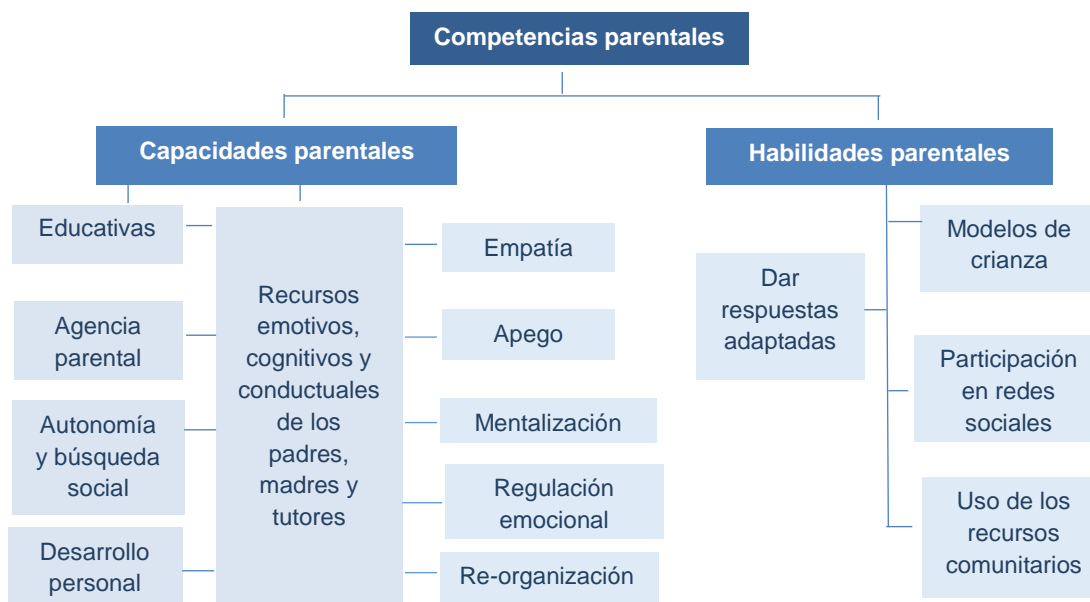 Competencias parentales
Capacidades parentales
Habilidades parentales
Educativas
Agencia
parental
Autonomía
y búsqueda
social
Desarrollo
personal
Recursos
emotivos,
cognitivos y
conductuales
de los
padres,
madres y
tutores
Empatía
Apego
Mentalización
Regulación
emocional
Re-organización
Dar
respuestas
adaptadas
Modelos de
crianza
Participación
en redes
sociales
Uso de los
recursos
comunitarios